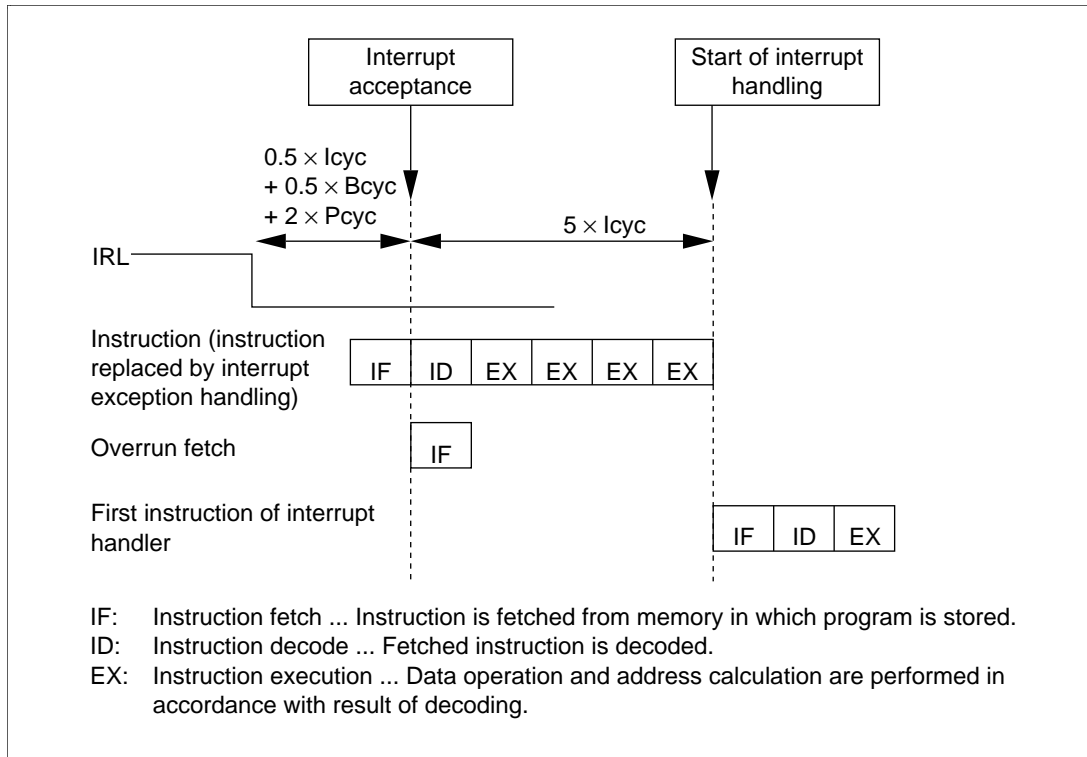 Interrupt
acceptance
Start of interrupt
handling
0.5 × Icyc
+ 0.5 × Bcyc
+ 2 × Pcyc
5 × Icyc
IRL
Instruction (instruction
replaced by interrupt
exception handling)
IF ID EX EX EX EX
Overrun fetch
IF
First instruction of interrupt
handler
IF ID EX
IF: Instruction fetch ... Instruction is fetched from memory in which program is stored.
ID: Instruction decode ... Fetched instruction is decoded.
EX: Instruction execution ... Data operation and address calculation are performed in
accordance with result of decoding.